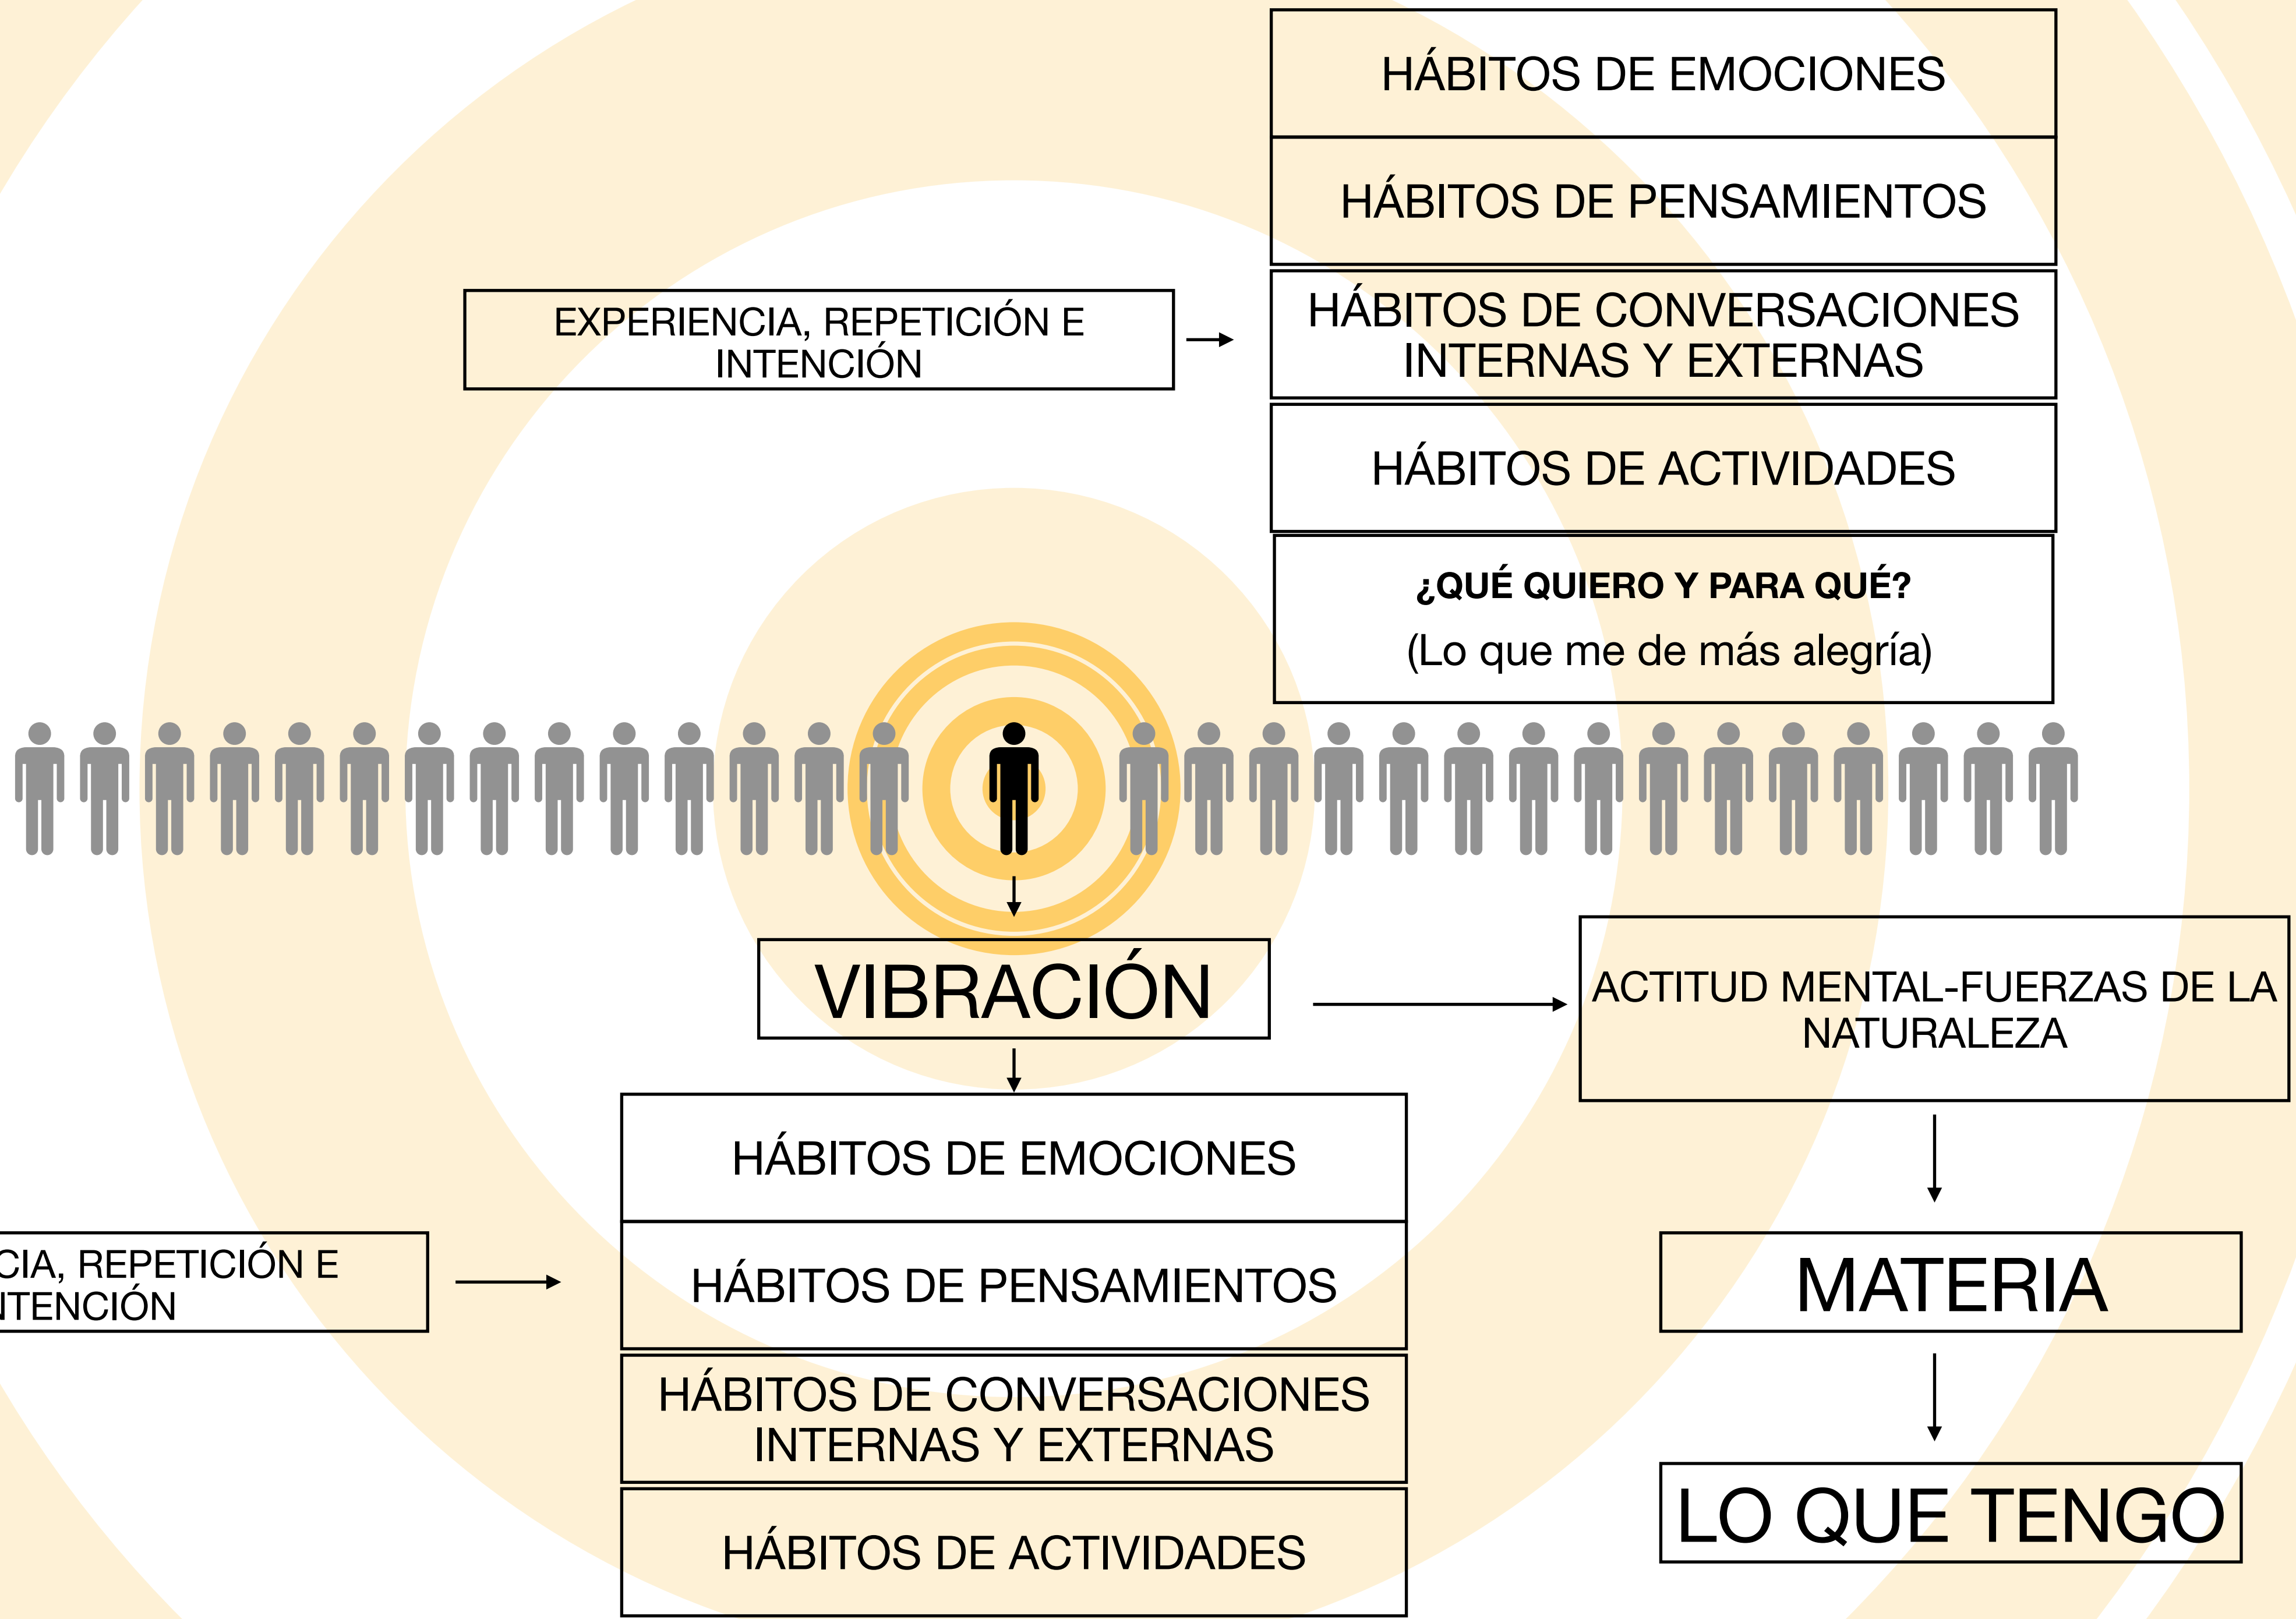 HÁBITOS DE EMOCIONES
HÁBITOS DE PENSAMIENTOS
EXPERIENCIA, REPETICIÓN E
INTENCIÓN
HÁBITOS DE CONVERSACIONES
INTERNAS Y EXTERNAS
HÁBITOS DE ACTIVIDADES
¿QUÉ QUIERO Y PARA QUÉ?
(Lo que me de más alegría)
VIBRACIÓN
ACTITUD MENTAL-FUERZAS DE LA
NATURALEZA
HÁBITOS DE EMOCIONES
CIA, REPETICIÓN E
NTENCIÓN
HÁBITOS DE PENSAMIENTOS
HÁBITOS DE CONVERSACIONES
INTERNAS Y EXTERNAS
HÁBITOS DE ACTIVIDADES
MATERIA
LO QUE TENGO